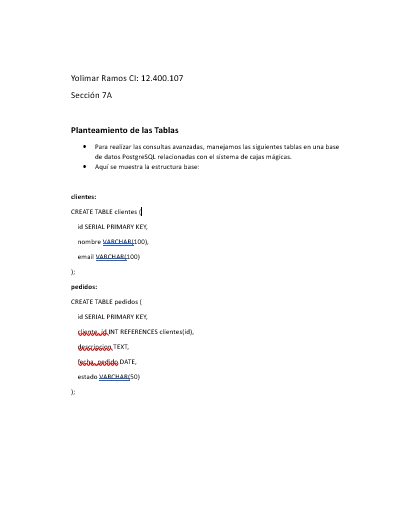 Yolimar Ramos CI: 12.400.107
Sección 7A
Planteamiento de las Tablas
• Para realizar las consultas avanzadas, manejamos las siguientes tablas en una base
de datos PostgreSQL relacionadas con el sistema de cajas mágicas.
• Aquí se muestra la estructura base:
clientes:
CREATE TABLE clientes (
id SERIAL PRIMARY KEY,
nombre VARCHAR(100),
email VARCHAR(100)
);
pedidos:
CREATE TABLE pedidos (
id SERIAL PRIMARY KEY,
cliente_id INT REFERENCES clientes(id),
descripcion TEXT,
fecha_pedido DATE,
estado VARCHAR(50)
);